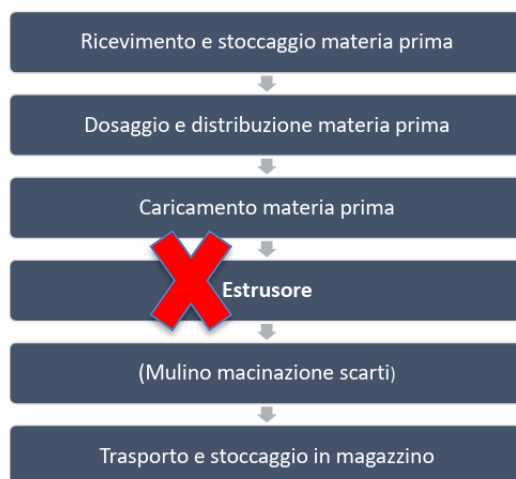 Ricevimento e stoccaggio materia prima
Dosaggio e distribuzione materia prima
Caricamento materia prima
Estrusore
(Mulino macinazione scarti)
Trasporto e stoccaggio in magazzino